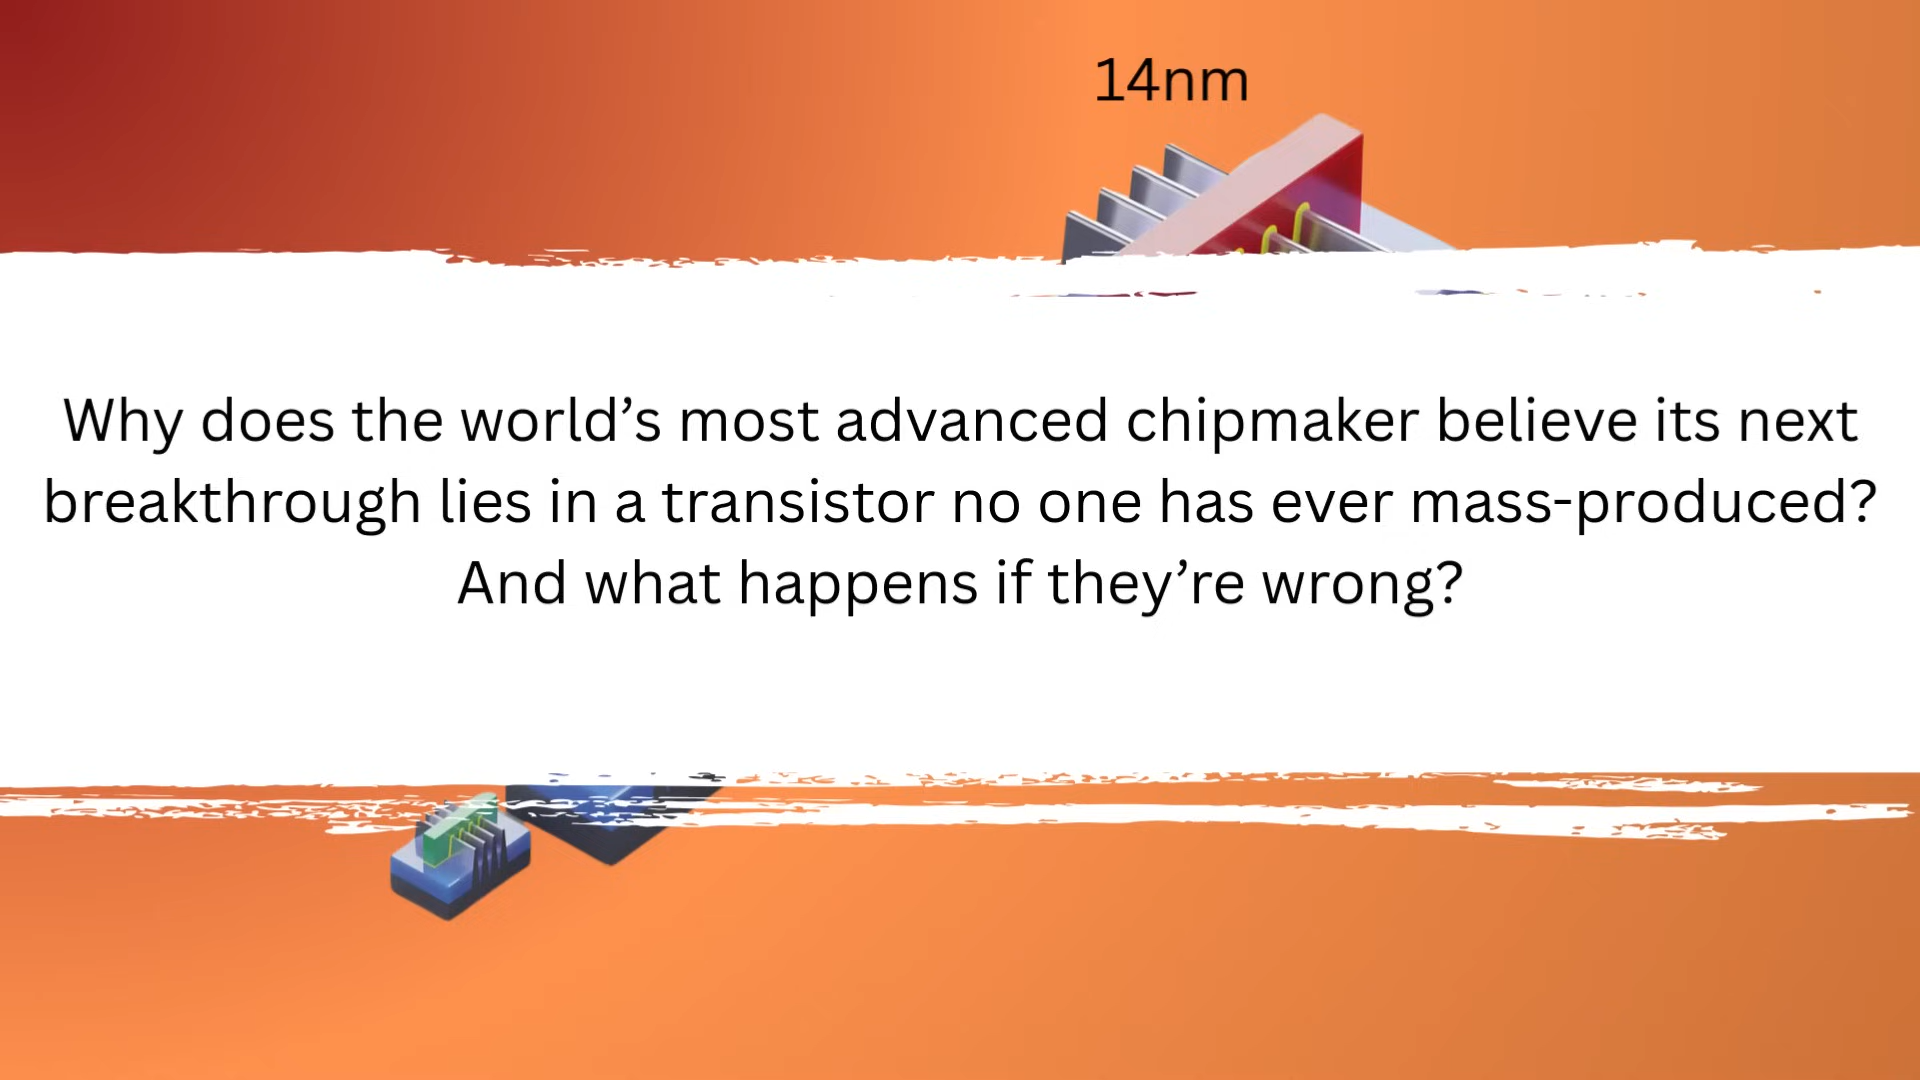 14nm
Why does the world’s most advanced chipmaker believe its next
breakthrough lies in a transistor no one has ever mass-produced?
And what happens if they’re wrong?